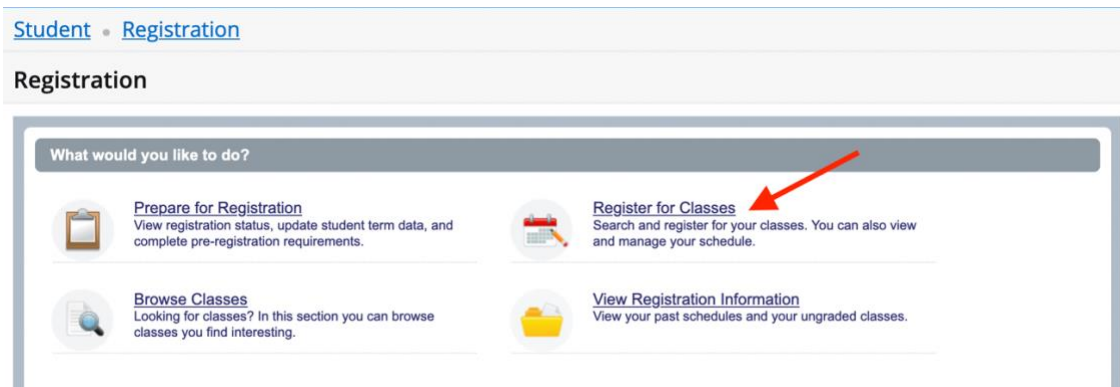 Student • Registration
Registration
What would you like to do?
Prepare for Registration
View registration status, update student term data, and
complete pre-registration requirements.
Register for Classes
Search and register for your classes. You can also view
and manage your schedule.
Browse Classes
Looking for classes? In this section you can browse
classes you find interesting.
View Registration Information
View your past schedules and your ungraded classes.